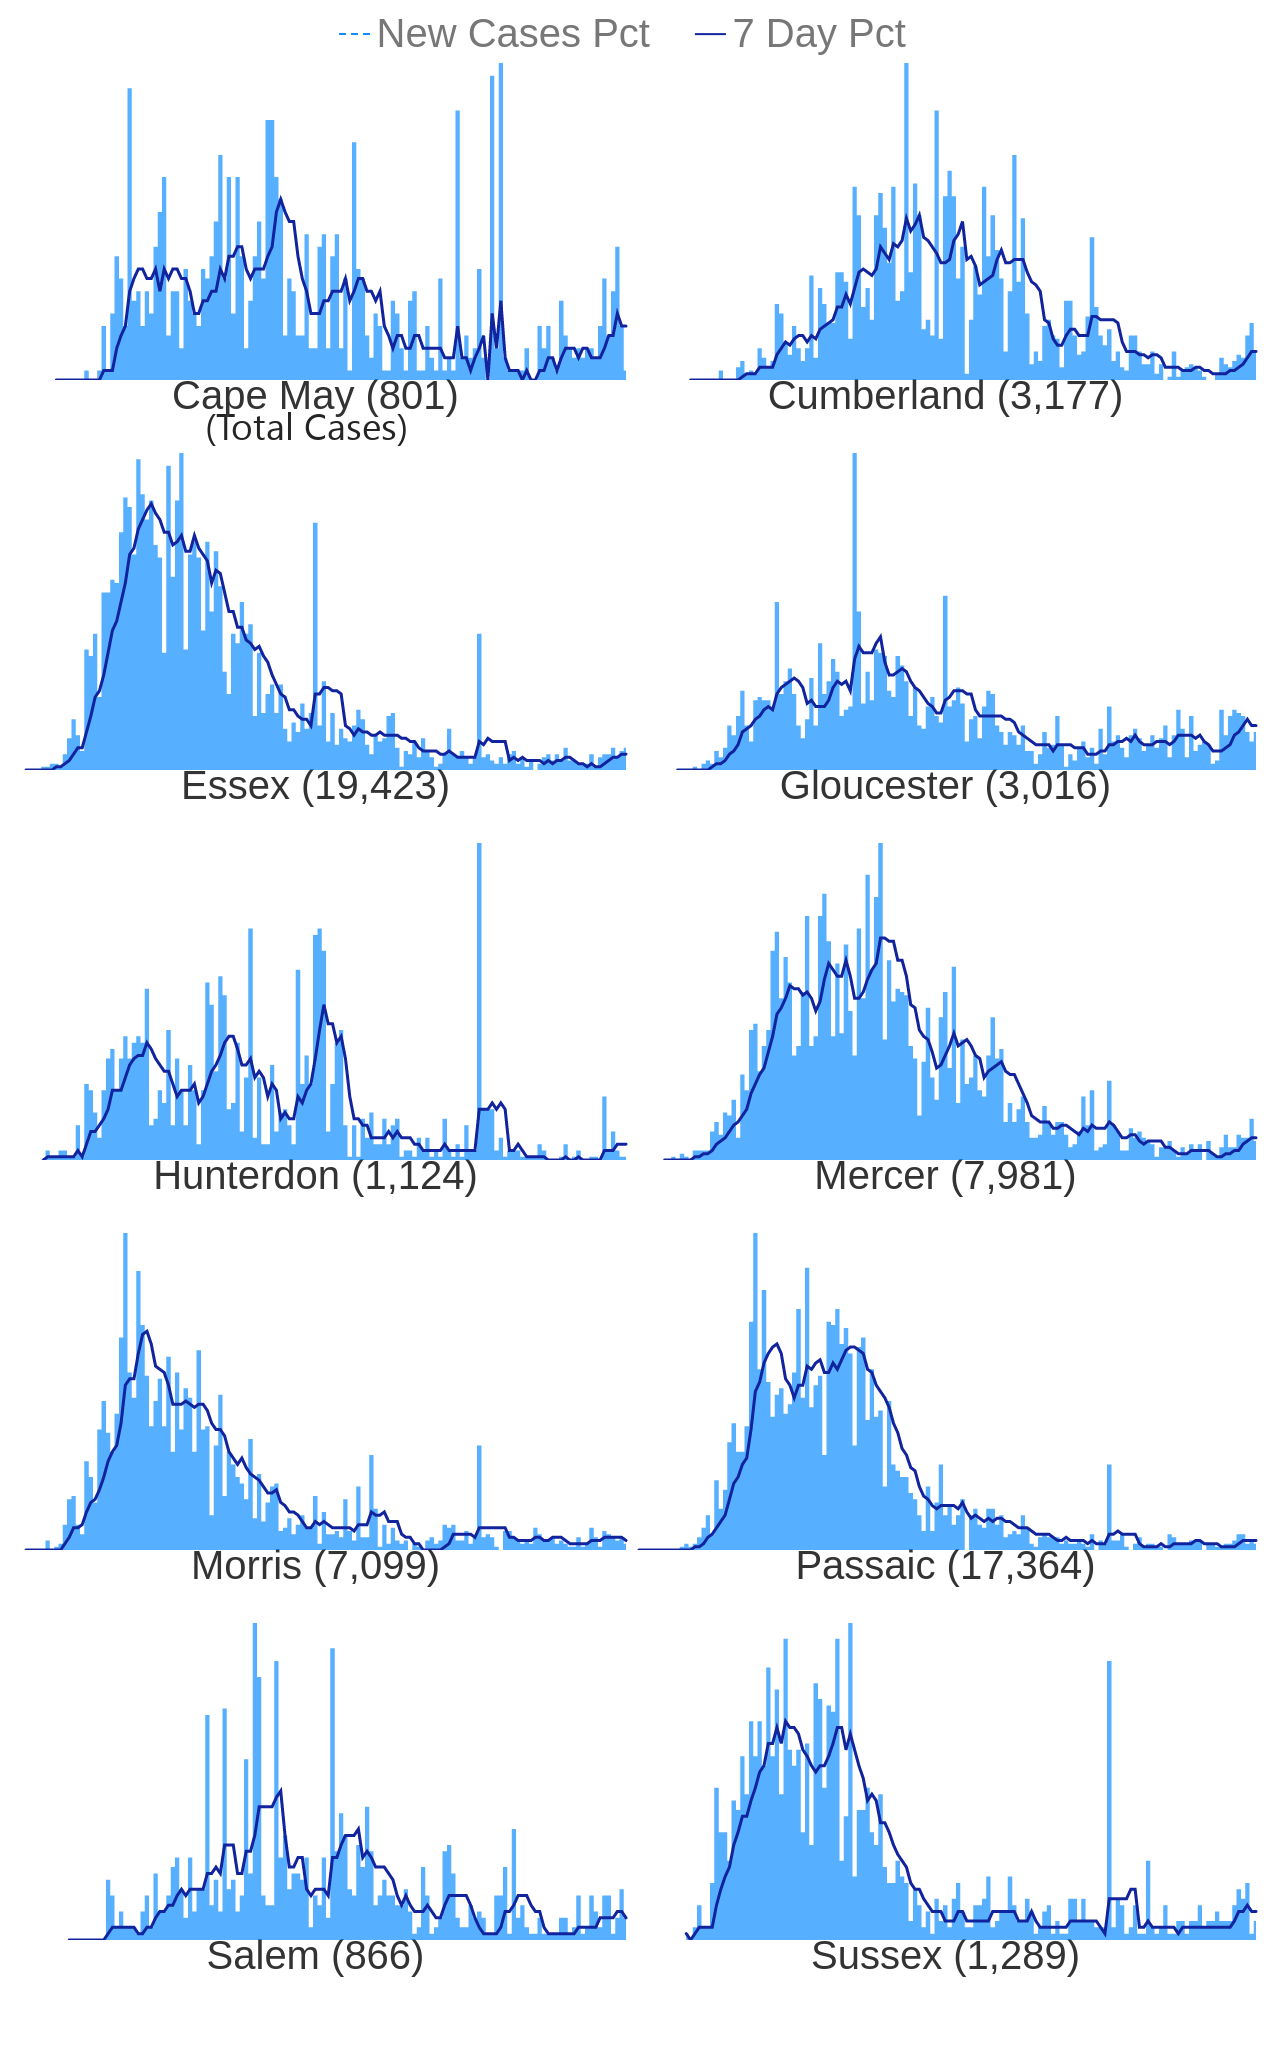 New Cases Pct 7 Day Pct
Cape May (801) Cumberland (3,177)
(Total Cases)
Essex (19,423) Gloucester (3,016)
Hunterdon (1,124) Mercer (7,981)
Morris (7,099) Passaic (17,364)
Salem (866) Sussex (1,289)